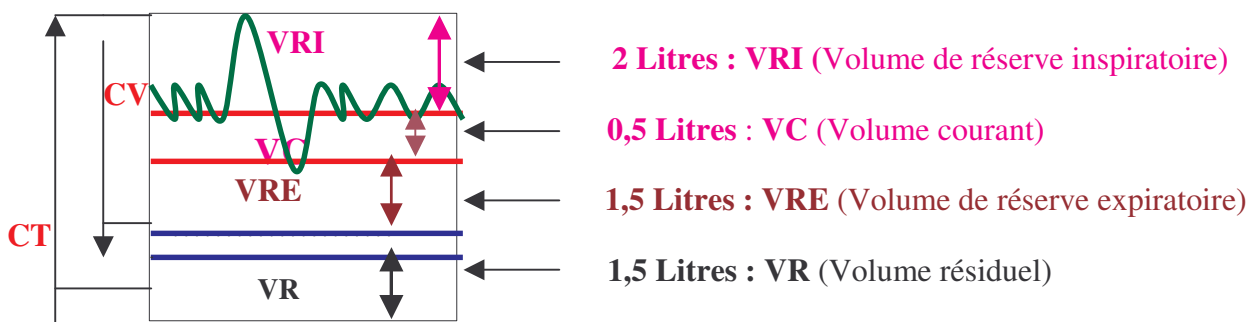 VRI
2 Litres : VRI (Volume de réserve inspiratoire)
CV
0,5 Litres : VC (Volume courant)
VC
VRE
1,5 Litres : VRE (Volume de réserve expiratoire)
CT
VR
1,5 Litres : VR (Volume résiduel)